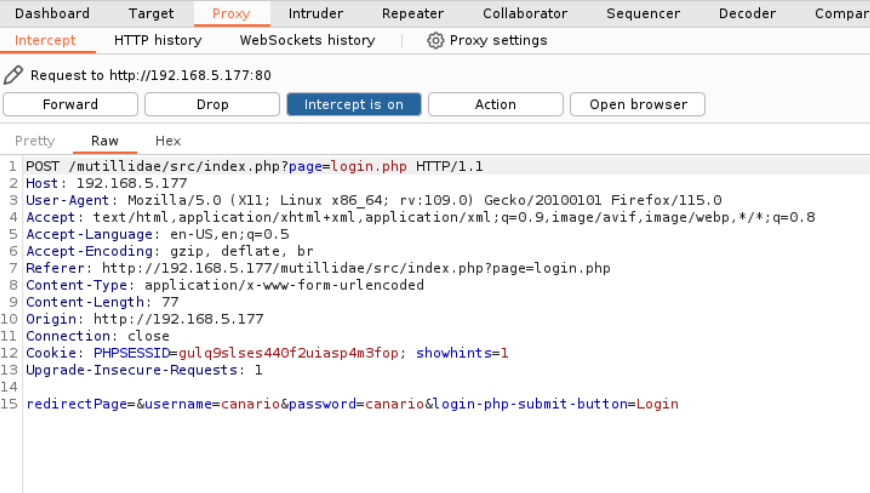 Dashboard Target Proxy Intruder Repeater Collaborator Sequencer Decoder Compar
Intercept HTTP history WebSockets history Proxy settings
Request to http://192.168.5.177:80
Forward Drop Intercept is on Action Open browser
Pretty Raw Hex
1 POST /mutillidae/src/index.php?page=login.php HTTP/1.1
2 Host: 192.168.5.177
3 User-Agent: Mozilla/5.0 (X11; Linux x86_64; rv:109.0) Gecko/20100101 Firefox/115.0
4 Accept: text/html,application/xhtml+xml,application/xml;q=0.9,image/avif,image/webp,*/*;q=0.8
5 Accept-Language: en-US,en;q=0.5
6 Accept-Encoding: gzip, deflate, br
7 Referer: http://192.168.5.177/mutillidae/src/index.php?page=login.php
8 Content-Type: application/x-www-form-urlencoded
9 Content-Length: 77
10 Origin: http://192.168.5.177
11 Connection: close
12 Cookie: PHPSESSID=gulq9slses440f2uiasp4m3fop; showhints=1
13 Upgrade-Insecure-Requests: 1
14
15 redirectPage=&username=canario&password=canario&login-php-submit-button=Login